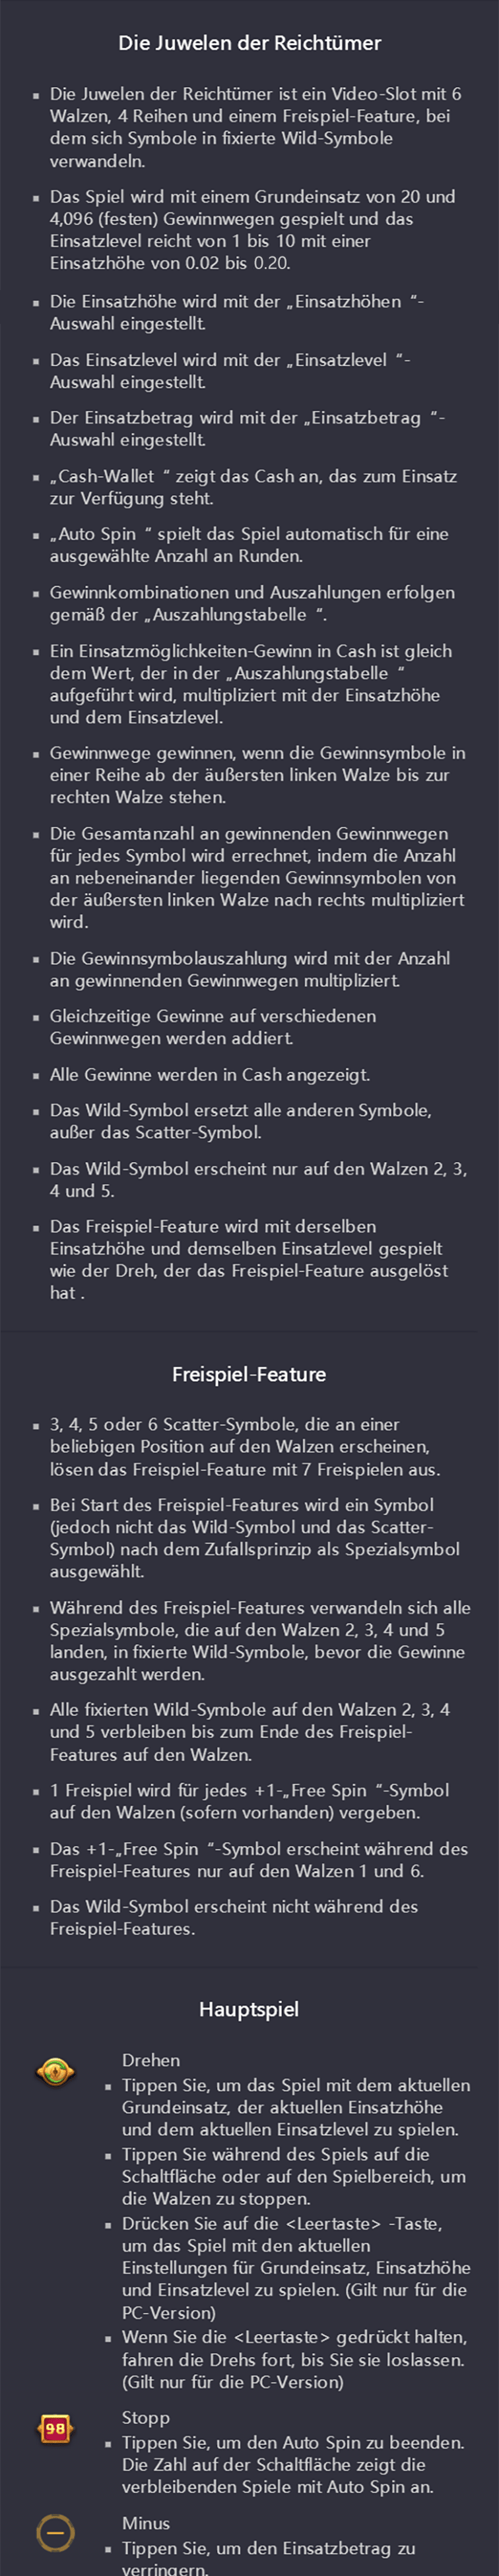 Die Juwelen der Reichtümer
▪ Die Juwelen der Reichtümer ist ein Video-Slot mit 6
Walzen, 4 Reihen und einem Freispiel-Feature, bei
dem sich Symbole in fixierte Wild-Symbole
verwandeln.
▪ Das Spiel wird mit einem Grundeinsatz von 20 und
4,096 (festen) Gewinnwegen gespielt und das
Einsatzlevel reicht von 1 bis 10 mit einer
Einsatzhöhe von 0.02 bis 0.20.
▪ Die Einsatzhöhe wird mit der „Einsatzhöhen “-
Auswahl eingestellt.
▪ Das Einsatzlevel wird mit der „Einsatzlevel “-
Auswahl eingestellt.
▪ Der Einsatzbetrag wird mit der „Einsatzbetrag “-
Auswahl eingestellt.
▪ „Cash-Wallet “ zeigt das Cash an, das zum Einsatz
zur Verfügung steht.
▪ „Auto Spin “ spielt das Spiel automatisch für eine
ausgewählte Anzahl an Runden.
▪ Gewinnkombinationen und Auszahlungen erfolgen
gemäß der „Auszahlungstabelle “.
▪ Ein Einsatzmöglichkeiten-Gewinn in Cash ist gleich
dem Wert, der in der „Auszahlungstabelle “
aufgeführt wird, multipliziert mit der Einsatzhöhe
und dem Einsatzlevel.
▪ Gewinnwege gewinnen, wenn die Gewinnsymbole in
einer Reihe ab der äußersten linken Walze bis zur
rechten Walze stehen.
▪ Die Gesamtanzahl an gewinnenden Gewinnwegen
für jedes Symbol wird errechnet, indem die Anzahl
an nebeneinander liegenden Gewinnsymbolen von
der äußersten linken Walze nach rechts multipliziert
wird.
▪ Die Gewinnsymbolauszahlung wird mit der Anzahl
an gewinnenden Gewinnwegen multipliziert.
▪ Gleichzeitige Gewinne auf verschiedenen
Gewinnwegen werden addiert.
▪ Alle Gewinne werden in Cash angezeigt.
▪ Das Wild-Symbol ersetzt alle anderen Symbole,
außer das Scatter-Symbol.
▪ Das Wild-Symbol erscheint nur auf den Walzen 2, 3,
4 und 5.
▪ Das Freispiel-Feature wird mit derselben
Einsatzhöhe und demselben Einsatzlevel gespielt
wie der Dreh, der das Freispiel-Feature ausgelöst
hat .
Freispiel-Feature
▪ 3, 4, 5 oder 6 Scatter-Symbole, die an einer
beliebigen Position auf den Walzen erscheinen,
lösen das Freispiel-Feature mit 7 Freispielen aus.
▪ Bei Start des Freispiel-Features wird ein Symbol
(jedoch nicht das Wild-Symbol und das Scatter-
Symbol) nach dem Zufallsprinzip als Spezialsymbol
ausgewählt.
▪ Während des Freispiel-Features verwandeln sich alle
Spezialsymbole, die auf den Walzen 2, 3, 4 und 5
landen, in fixierte Wild-Symbole, bevor die Gewinne
ausgezahlt werden.
▪ Alle fixierten Wild-Symbole auf den Walzen 2, 3, 4
und 5 verbleiben bis zum Ende des Freispiel-
Features auf den Walzen.
▪ 1 Freispiel wird für jedes +1-„Free Spin “-Symbol
auf den Walzen (sofern vorhanden) vergeben.
▪ Das +1-„Free Spin “-Symbol erscheint während des
Freispiel-Features nur auf den Walzen 1 und 6.
▪ Das Wild-Symbol erscheint nicht während des
Freispiel-Features.
Hauptspiel
Drehen
▪ Tippen Sie, um das Spiel mit dem aktuellen
Grundeinsatz, der aktuellen Einsatzhöhe
und dem aktuellen Einsatzlevel zu spielen.
▪ Tippen Sie während des Spiels auf die
Schaltfläche oder auf den Spielbereich, um
die Walzen zu stoppen.
▪ Drücken Sie auf die <Leertaste> -Taste,
um das Spiel mit den aktuellen
Einstellungen für Grundeinsatz, Einsatzhöhe
und Einsatzlevel zu spielen. (Gilt nur für die
PC-Version)
▪ Wenn Sie die <Leertaste> gedrückt halten,
fahren die Drehs fort, bis Sie sie loslassen.
(Gilt nur für die PC-Version)
98
Stopp
▪ Tippen Sie, um den Auto Spin zu beenden.
Die Zahl auf der Schaltfläche zeigt die
verbleibenden Spiele mit Auto Spin an.
Minus
▪ Tippen Sie, um den Einsatzbetrag zu
verringern.